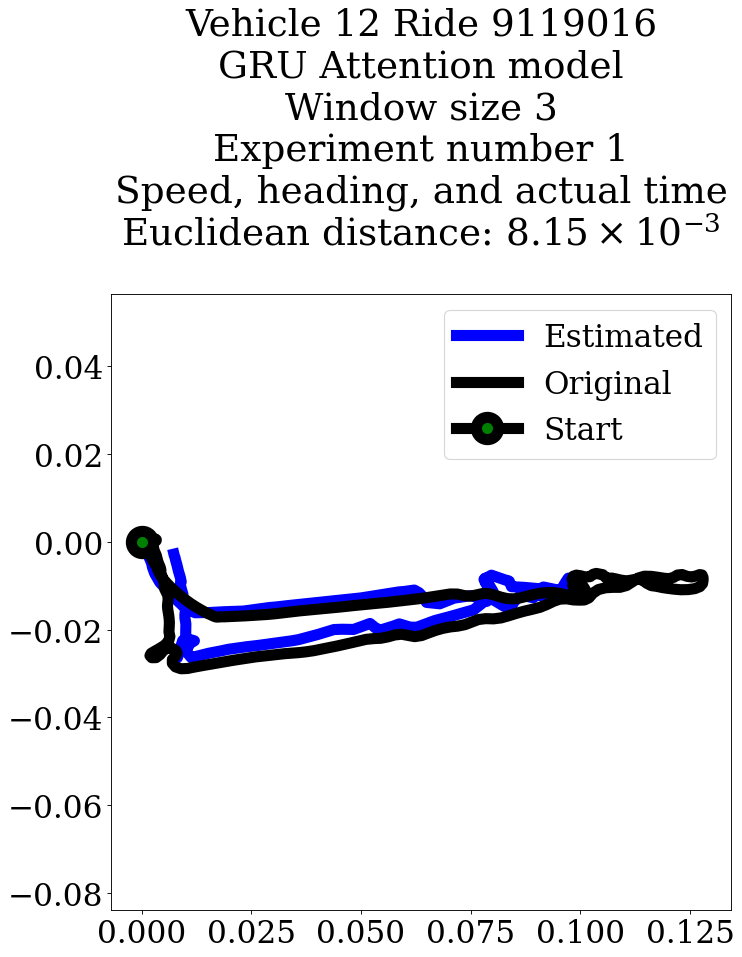 Vehicle 12 Ride 9119016
GRU Attention model
Window size 3
Experiment number 1
Speed, heading, and actual time
Euclidean distance: 8.15 × 10⁻³
Estimated
Original
Start
0.04
0.02
0.00
−0.02
−0.04
−0.06
−0.08
0.000 0.025 0.050 0.075 0.100 0.125